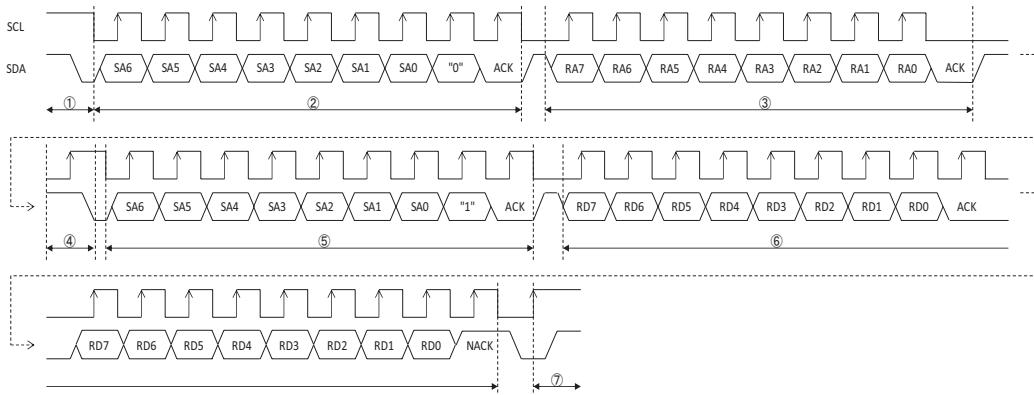 SCL
SDA SA6 SA5 SA4 SA3 SA2 SA1 SA0 "0" ACK RA7 RA6 RA5 RA4 RA3 RA2 RA1 RA0 ACK
① ② ③
SA6 SA5 SA4 SA3 SA2 SA1 SA0 "1" ACK RD7 RD6 RD5 RD4 RD3 RD2 RD1 RD0 ACK
④ ⑤ ⑥
RD7 RD6 RD5 RD4 RD3 RD2 RD1 RD0 NACK
⑦